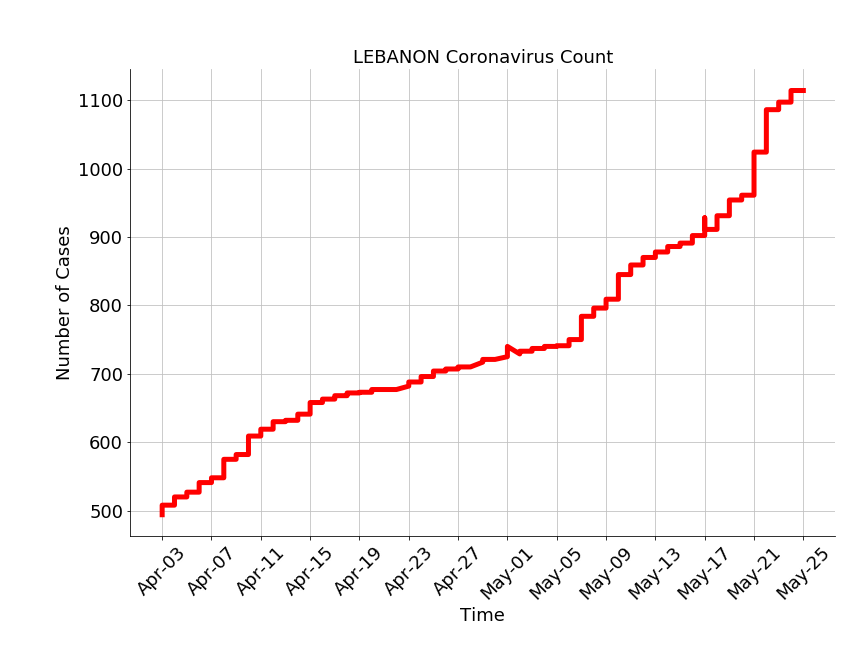 LEBANON Coronavirus Count
Number of Cases
1100
1000
900
800
700
600
500
Apr-03
Apr-07
Apr-11
Apr-15
Apr-19
Apr-23
Apr-27
May-01
May-05
May-09
May-13
May-17
May-21
May-25
Time